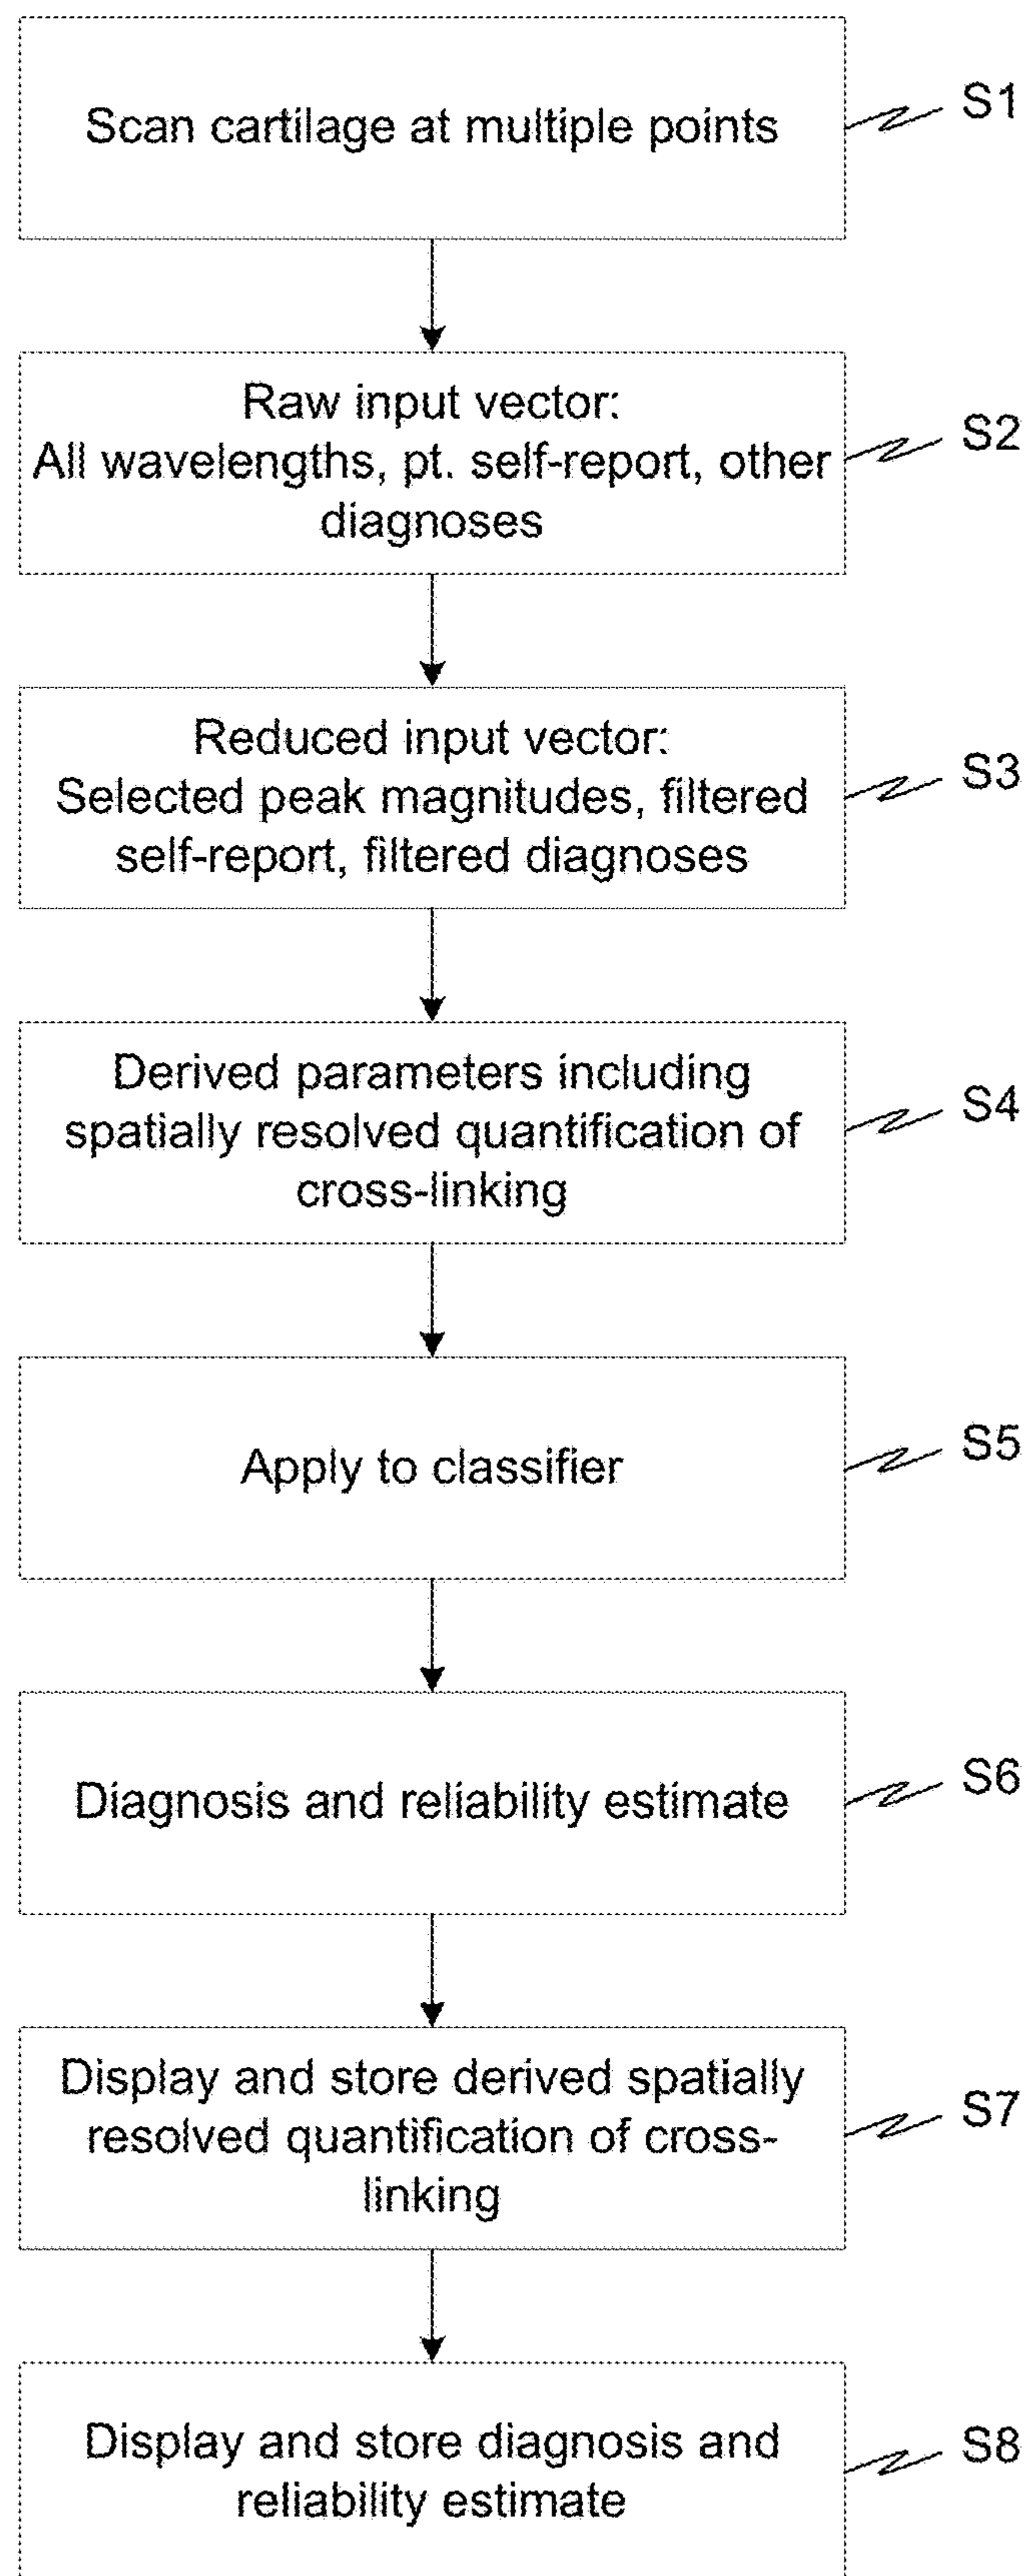 Scan cartilage at multiple points
S1
Raw input vector:
All wavelengths, pt. self-report, other
diagnoses
S2
Reduced input vector:
Selected peak magnitudes, filtered
self-report, filtered diagnoses
S3
Derived parameters including
spatially resolved quantification of
cross-linking
S4
Apply to classifier
S5
Diagnosis and reliability estimate
S6
Display and store derived spatially
resolved quantification of cross-
linking
S7
Display and store diagnosis and
reliability estimate
S8